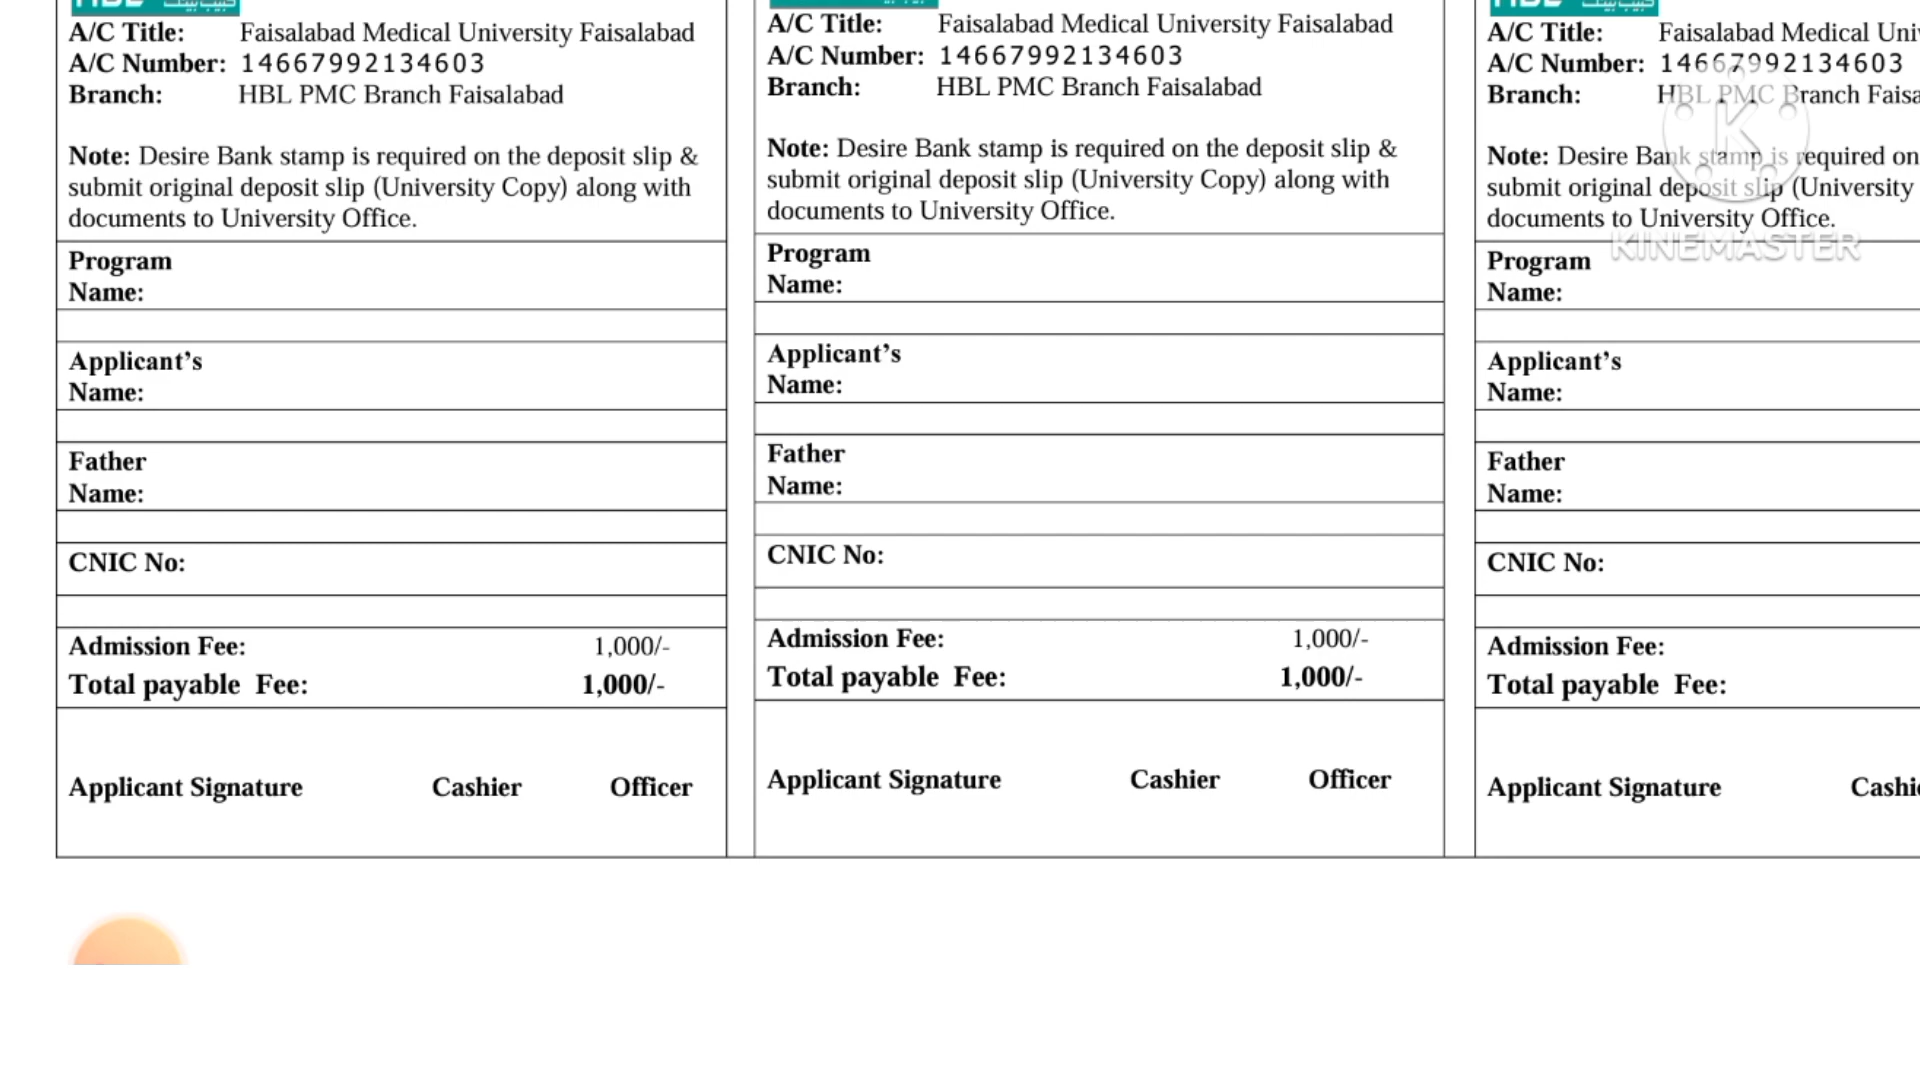 A/C Title: Faisalabad Medical University Faisalabad
A/C Number: 14667992134603
Branch: HBL PMC Branch Faisalabad
Note: Desire Bank stamp is required on the deposit slip &
submit original deposit slip (University Copy) along with
documents to University Office.
Program
Name:
Applicant's
Name:
Father
Name:
CNIC No:
Admission Fee: 1,000/-
Total payable Fee: 1,000/-
Applicant Signature Cashier Officer
A/C Title: Faisalabad Medical University Faisalabad
A/C Number: 14667992134603
Branch: HBL PMC Branch Faisalabad
Note: Desire Bank stamp is required on the deposit slip &
submit original deposit slip (University Copy) along with
documents to University Office.
Program
Name:
Applicant's
Name:
Father
Name:
CNIC No:
Admission Fee: 1,000/-
Total payable Fee: 1,000/-
Applicant Signature Cashier Officer
A/C Title: Faisalabad Medical
A/C Number: 14667992134603
Branch: HBL PMC Branch
Note: Desire Bank stamp is required on
submit original deposit slip (University
documents to University Office.
K
KINEMASTER
Program
Name:
Applicant's
Name:
Father
Name:
CNIC No:
Admission Fee:
Total payable Fee:
Applicant Signature